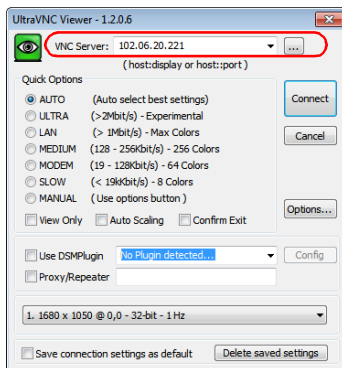 UltraVNC Viewer - 1.2.0.6
VNC Server: 102.06.20.221 ...
( host:display or host::port )
Quick Options
AUTO (Auto select best settings) Connect
ULTRA (>2Mbit/s) - Experimental
LAN (> 1Mbit/s) - Max Colors Cancel
MEDIUM (128 - 256Kbit/s) - 256 Colors
MODEM (19 - 128Kbit/s) - 64 Colors
SLOW (< 19kKbit/s) - 8 Colors
MANUAL ( Use options button )
View Only Auto Scaling Confirm Exit Options...
Use DSMPlugin No Plugin detected... Config
Proxy/Repeater
1. 1680 x 1050 @ 0,0 - 32-bit - 1 Hz
Save connection settings as default Delete saved settings